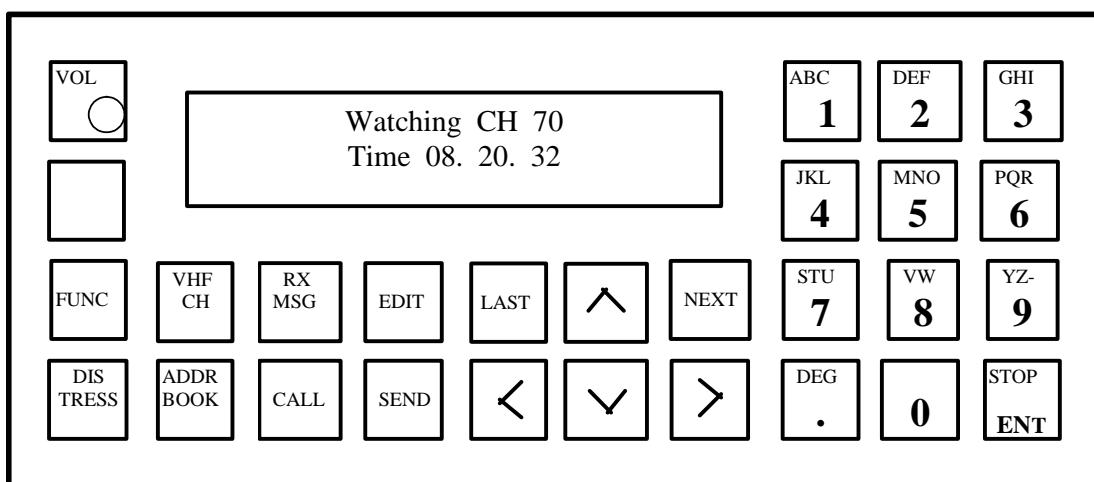 VOL
Watching CH 70
Time 08. 20. 32
ABC
1
DEF
2
GHI
3
JKL
4
MNO
5
PQR
6
FUNC
VHF
CH
RX
MSG
EDIT
LAST
NEXT
STU
7
VW
8
YZ-
9
DIS
TRESS
ADDR
BOOK
CALL
SEND
DEG
.
0
STOP
ENT